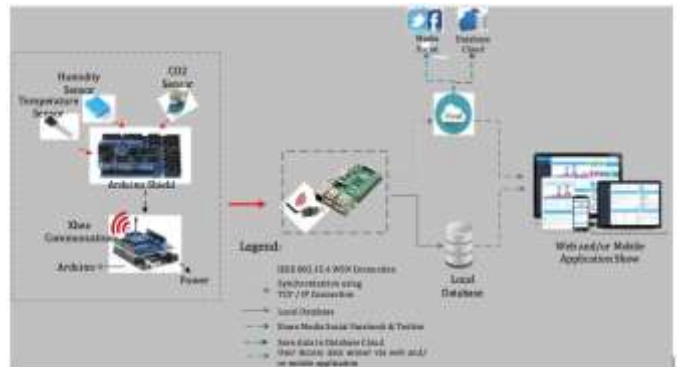 Media
Social
Database
Cloud
Humidity
Sensor
CO2
Sensor
Temperature
Sensor
Arduino Shield
Xbee
Communication
Arduino
Power
Legend:
IEEE 802.15.4 WSN Connection
Synchronization using
TCP / IP Connection
Local Database
Share Media Social Facebook & Twitter
Save data to Database Cloud
User Access data sensor via web and/
or mobile application
Local
Database
Web and/or Mobile
Application Show